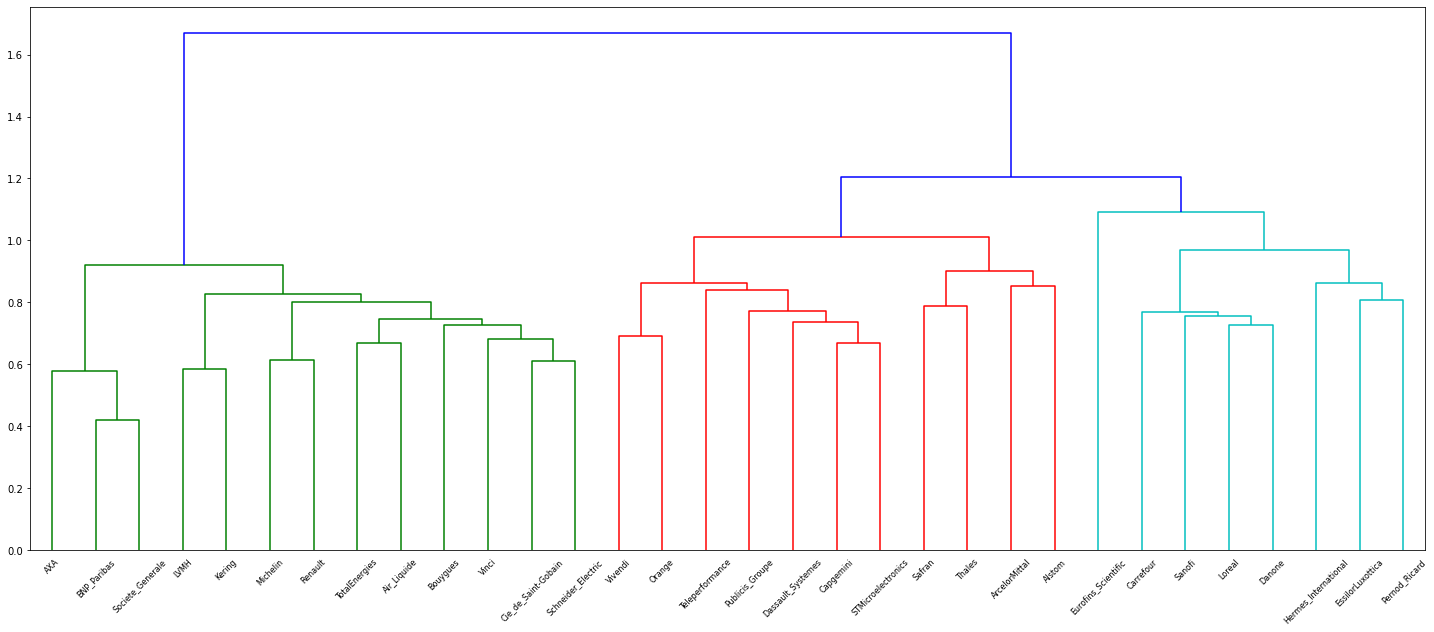 1.6
1.4
1.2
1.0
0.8
0.6
0.4
0.2
0.0
AXA
BNP_Paribas
Societe_Generale
LVMH
Kering
Michelin
Renault
TotalEnergies
Air_Liquide
Bouygues
Vinci
Cie_de_Saint-Gobain
Schneider_Electric
Vivendi
Orange
Teleperformance
Publicis_Groupe
Dassault_Systemes
Capgemini
STMicroelectronics
Safran
Thales
ArcelorMittal
Alstom
Eurofins_Scientific
Carrefour
Sanofi
Loreal
Danone
Hermes_International
EssilorLuxottica
Pernod_Ricard